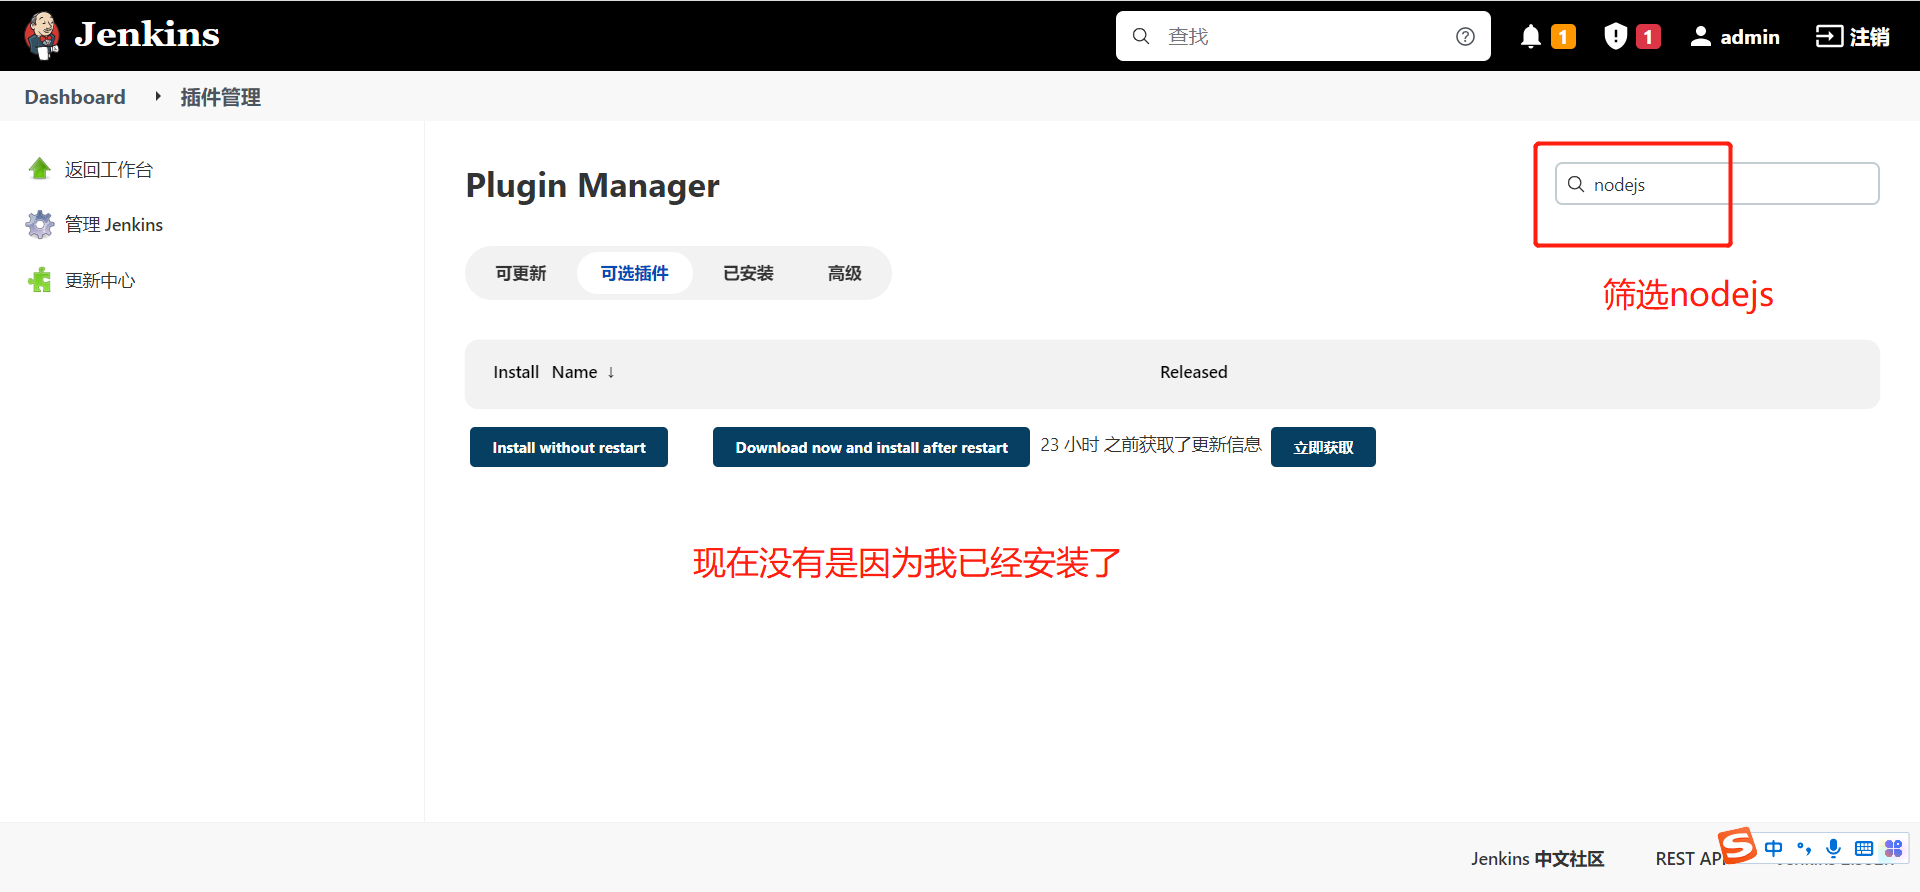 Jenkins
查找
1
1
admin
注销
Dashboard
插件管理
返回工作台
管理 Jenkins
更新中心
Plugin Manager
nodejs
筛选nodejs
可更新
可选插件
已安装
高级
Install Name ↓
Released
Install without restart
Download now and install after restart
23 小时 之前获取了更新信息
立即获取
现在没有是因为我已经安装了
Jenkins 中文社区
REST AP
中